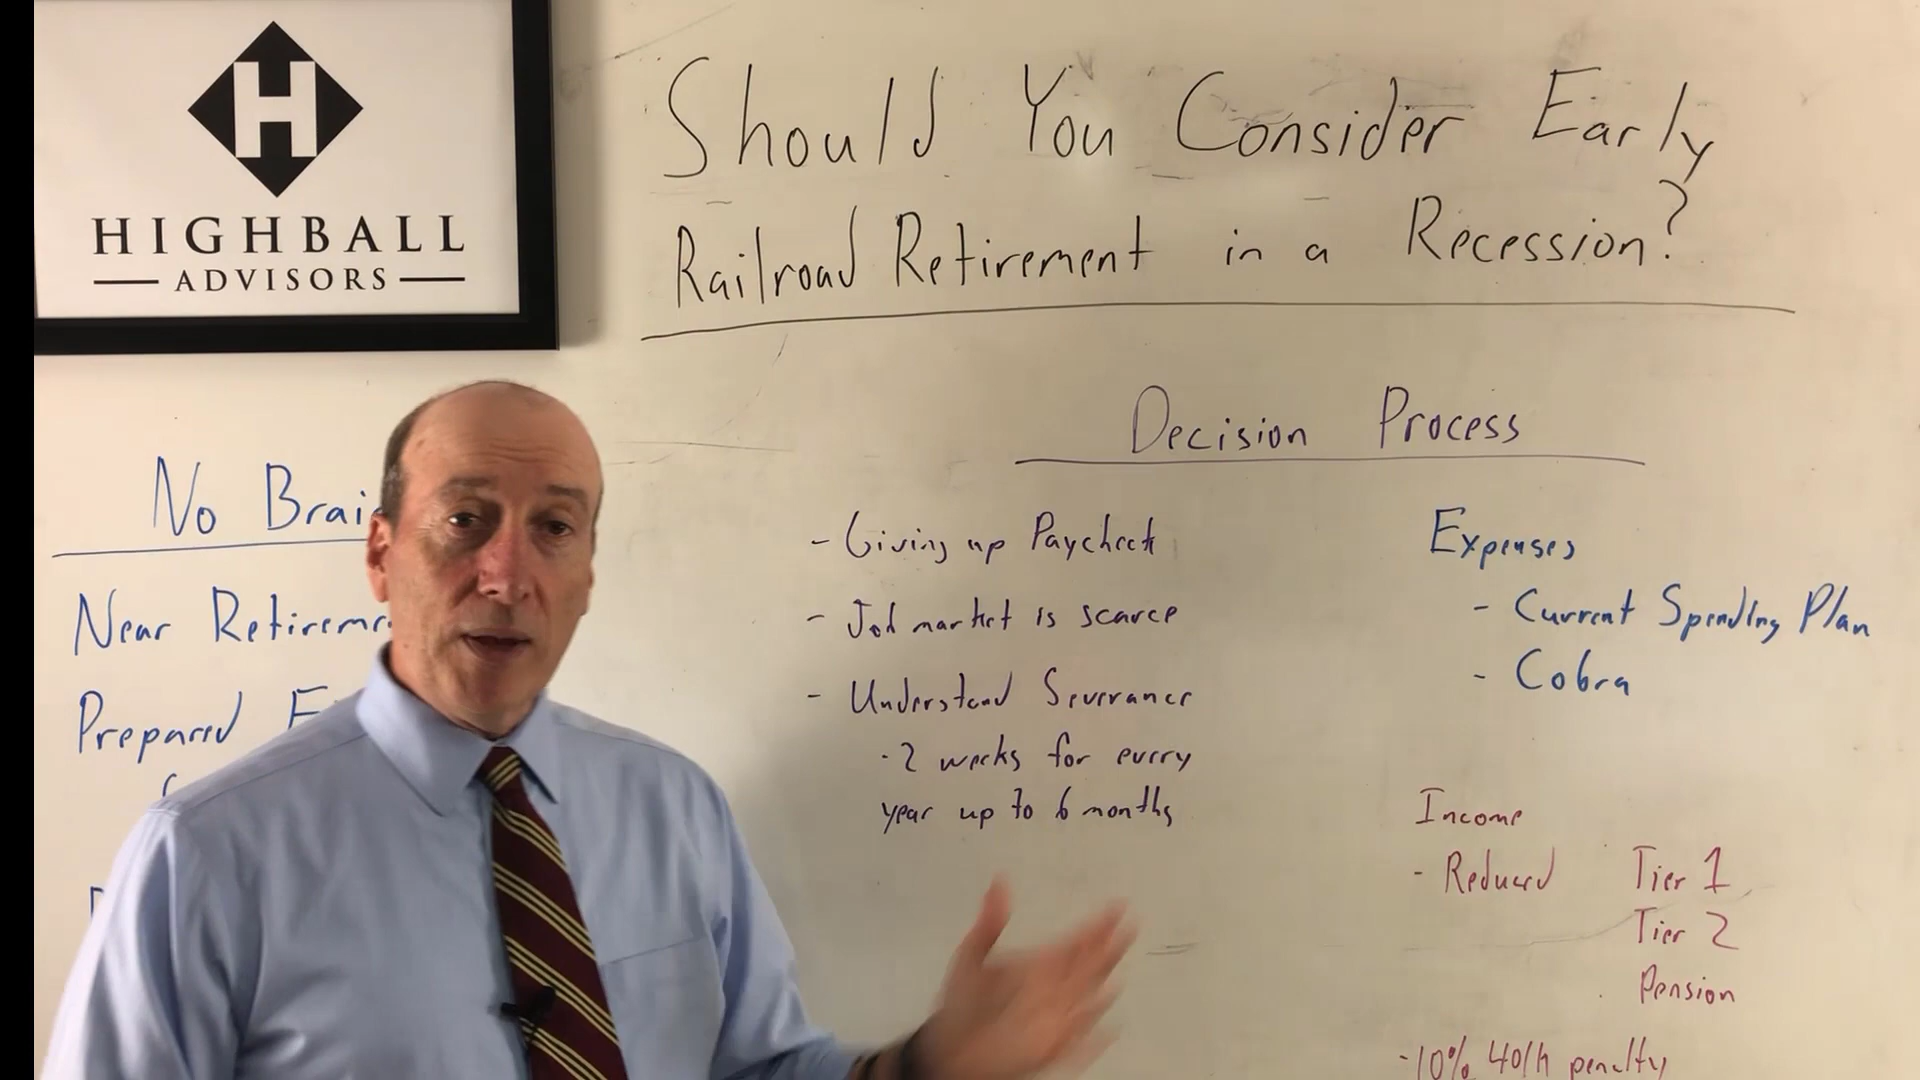 HIGHBALL
ADVISORS
Should You Consider Early
Railroad Retirement in a Recession?
No Brai
Near Retireme
Prepared
Decision Process
- Giving up Paycheck
- Job market is scarce
- Understand Severance
· 2 weeks for every
year up to 6 months
Expenses
- Current Spending Plan
- Cobra
Income
- Reduced Tier 1
Tier 2
Pension
- 10% 401k penalty